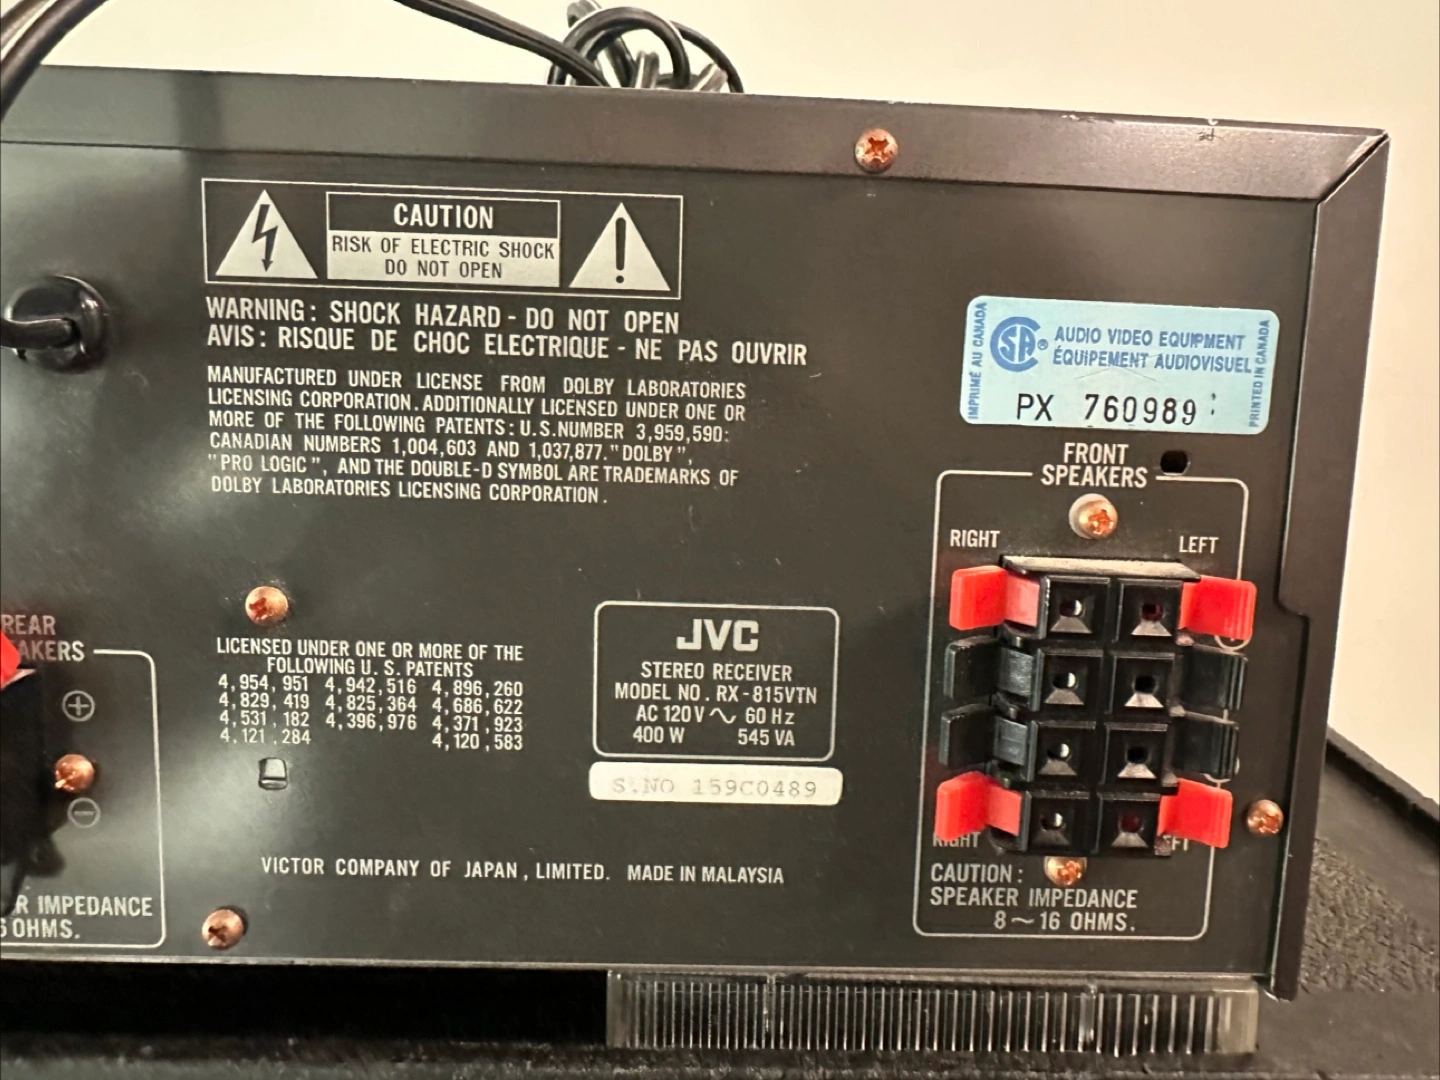 CAUTION
RISK OF ELECTRIC SHOCK
DO NOT OPEN
WARNING: SHOCK HAZARD - DO NOT OPEN
AVIS: RISQUE DE CHOC ELECTRIQUE - NE PAS OUVRIR
MANUFACTURED UNDER LICENSE FROM DOLBY LABORATORIES
LICENSING CORPORATION. ADDITIONALLY LICENSED UNDER ONE OR
MORE OF THE FOLLOWING PATENTS: U.S.NUMBER 3,959,590:
CANADIAN NUMBERS 1,004,603 AND 1,037,877. "DOLBY",
"PRO LOGIC", AND THE DOUBLE-D SYMBOL ARE TRADEMARKS OF
DOLBY LABORATORIES LICENSING CORPORATION.
IMPRIMÉ AU CANADA
CSA ®
AUDIO VIDEO EQUIPMENT
ÉQUIPEMENT AUDIOVISUEL
PX 760989
PRINTED IN CANADA
FRONT
SPEAKERS
RIGHT LEFT
REAR
AKERS
+
−
R IMPEDANCE
6 OHMS.
LICENSED UNDER ONE OR MORE OF THE
FOLLOWING U. S. PATENTS
4,954,951 4,942,516 4,896,260
4,829,419 4,825,364 4,686,622
4,531,182 4,396,976 4,371,923
4,121,284 4,120,583
JVC
STEREO RECEIVER
MODEL NO. RX-815VTN
AC 120V ~ 60 Hz
400 W 545 VA
S.NO 159C0489
VICTOR COMPANY OF JAPAN, LIMITED. MADE IN MALAYSIA
RIGHT FT
CAUTION:
SPEAKER IMPEDANCE
8~16 OHMS.